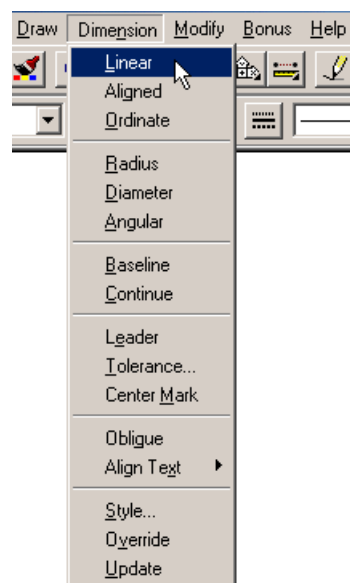 Draw Dimension Modify Bonus Help
Linear
Aligned
Ordinate
Radius
Diameter
Angular
Baseline
Continue
Leader
Tolerance...
Center Mark
Obligue
Align Text
Style...
Override
Update